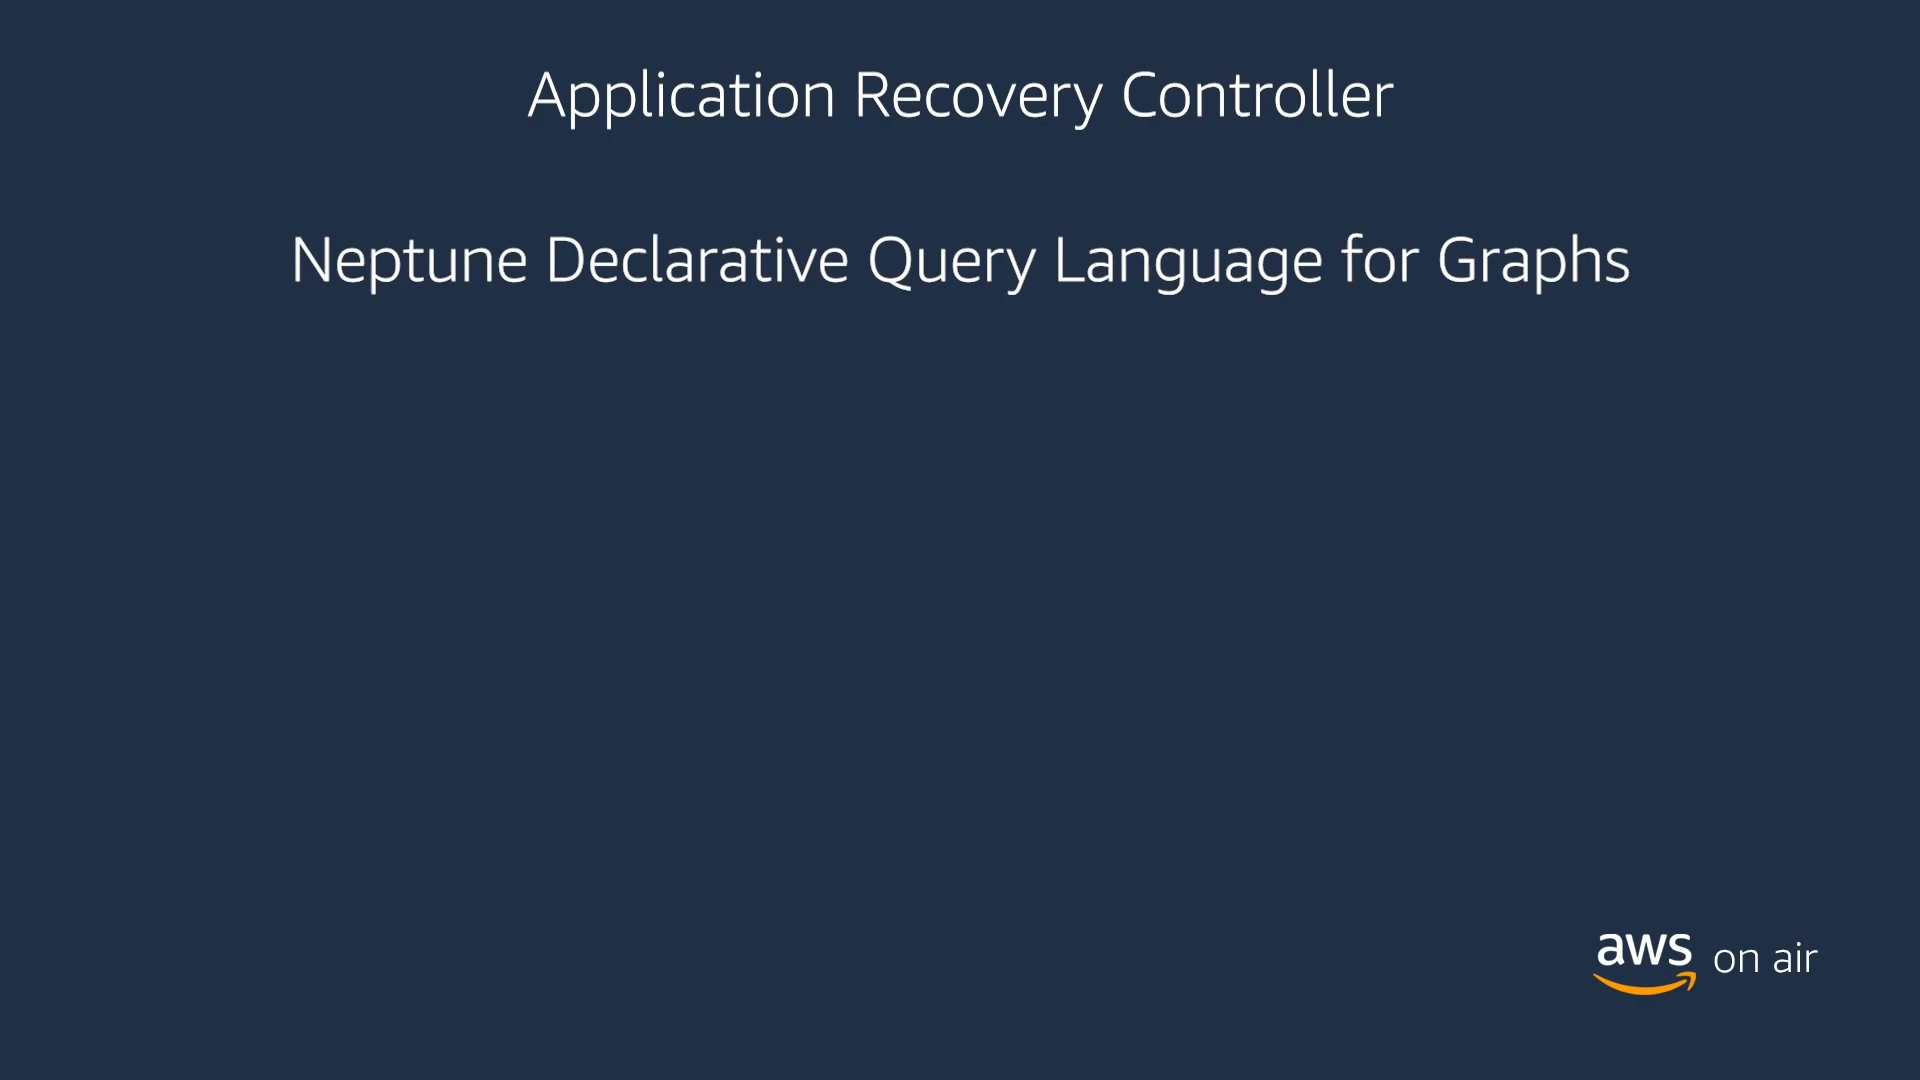 Application Recovery Controller
Neptune Declarative Query Language for Graphs
aws on air